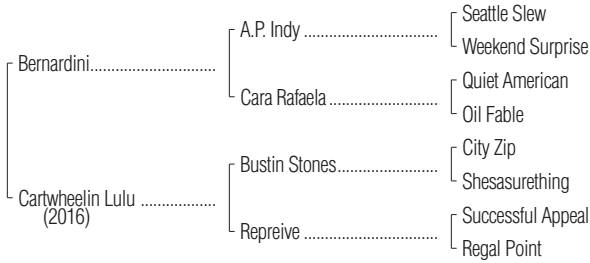 Seattle Slew
A.P. Indy ..............................
Weekend Surprise
Bernardini............................
Quiet American
Cara Rafaela ........................
Oil Fable
City Zip
Bustin Stones.......................
Shesasurething
Cartwheelin Lulu .................
(2016)
Successful Appeal
Repreive ..............................
Regal Point